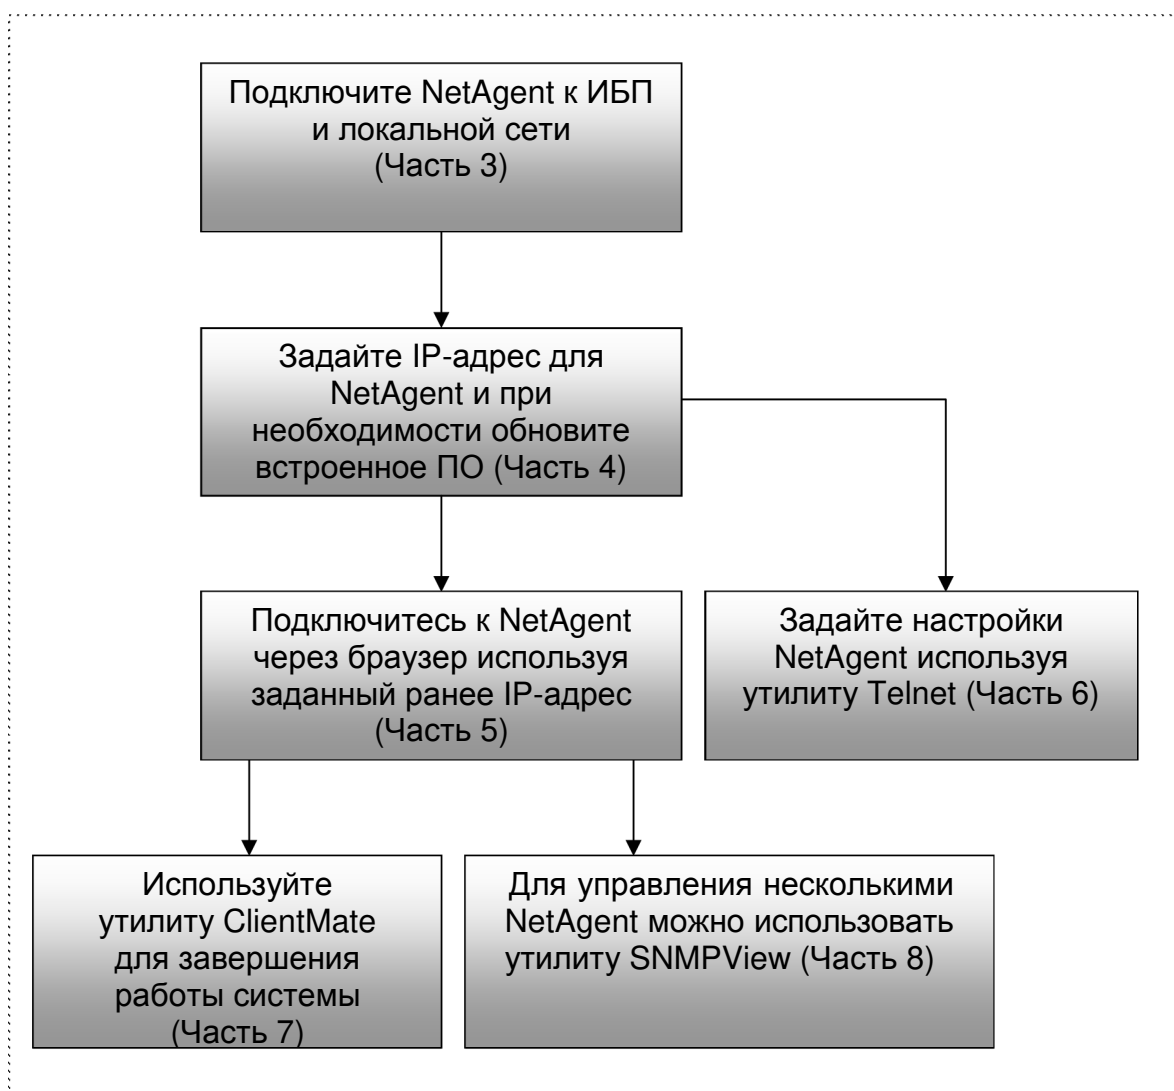 Подключите NetAgent к ИБП
и локальной сети
(Часть 3)
Задайте IP-адрес для
NetAgent и при
необходимости обновите
встроенное ПО (Часть 4)
Подключитесь к NetAgent
через браузер используя
заданный ранее IP-адрес
(Часть 5)
Задайте настройки
NetAgent используя
утилиту Telnet (Часть 6)
Используйте
утилиту ClientMate
для завершения
работы системы
(Часть 7)
Для управления несколькими
NetAgent можно использовать
утилиту SNMPView (Часть 8)